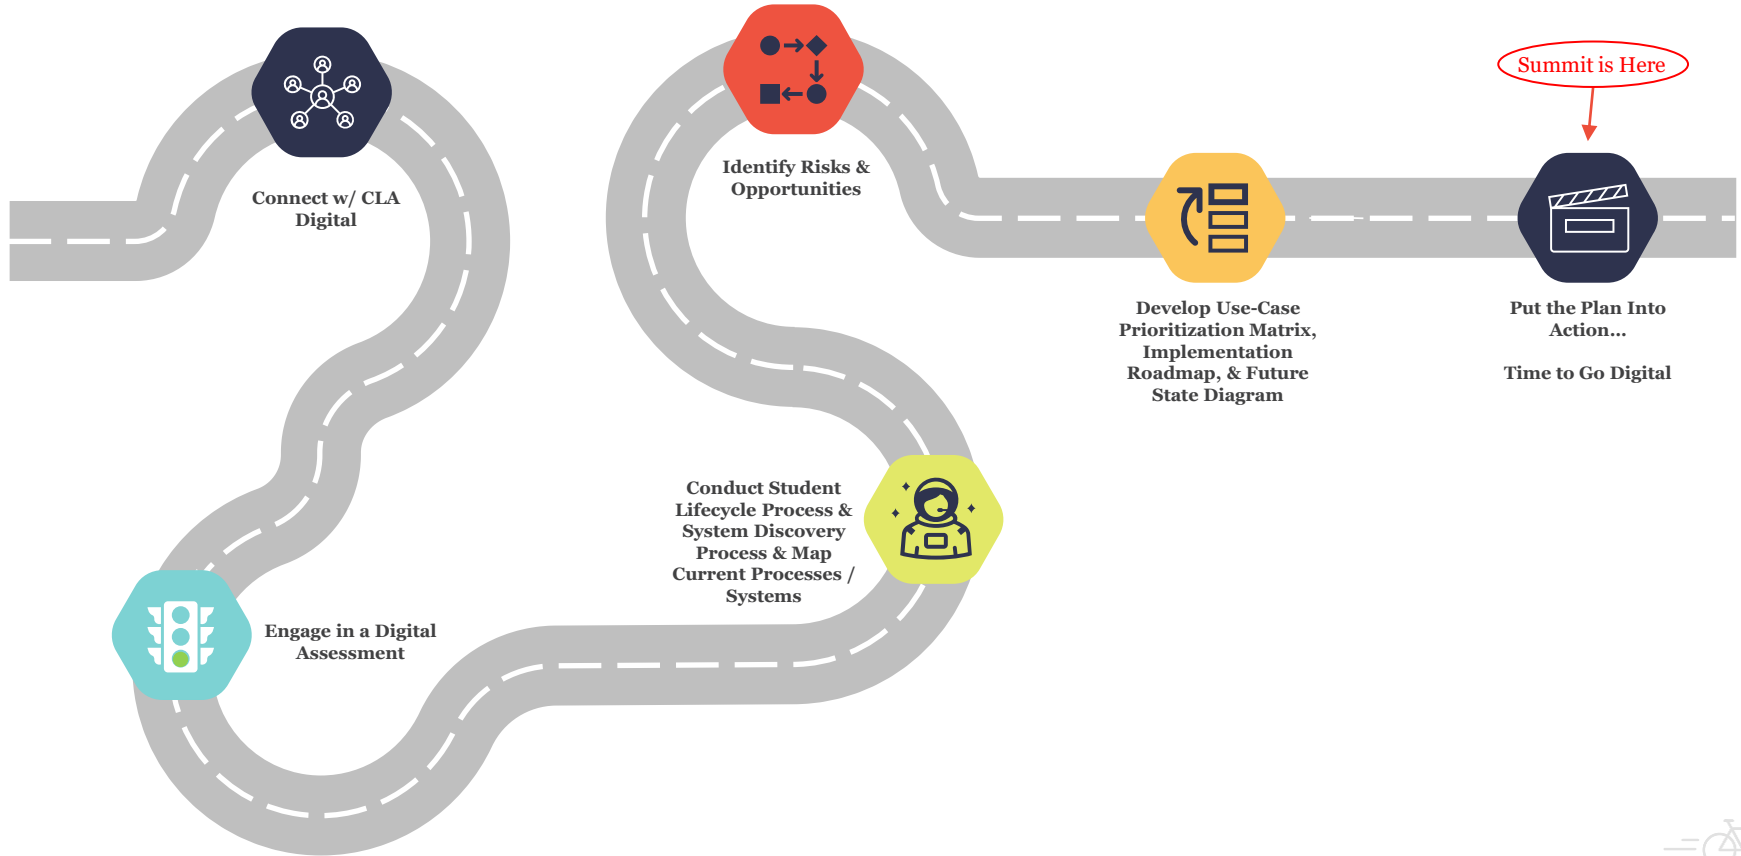 Connect w/ CLA
Digital
Engage in a Digital
Assessment
Conduct Student
Lifecycle Process &
System Discovery
Process & Map
Current Processes /
Systems
Identify Risks &
Opportunities
Develop Use-Case
Prioritization Matrix,
Implementation
Roadmap, & Future
State Diagram
Summit is Here
Put the Plan Into
Action...
Time to Go Digital